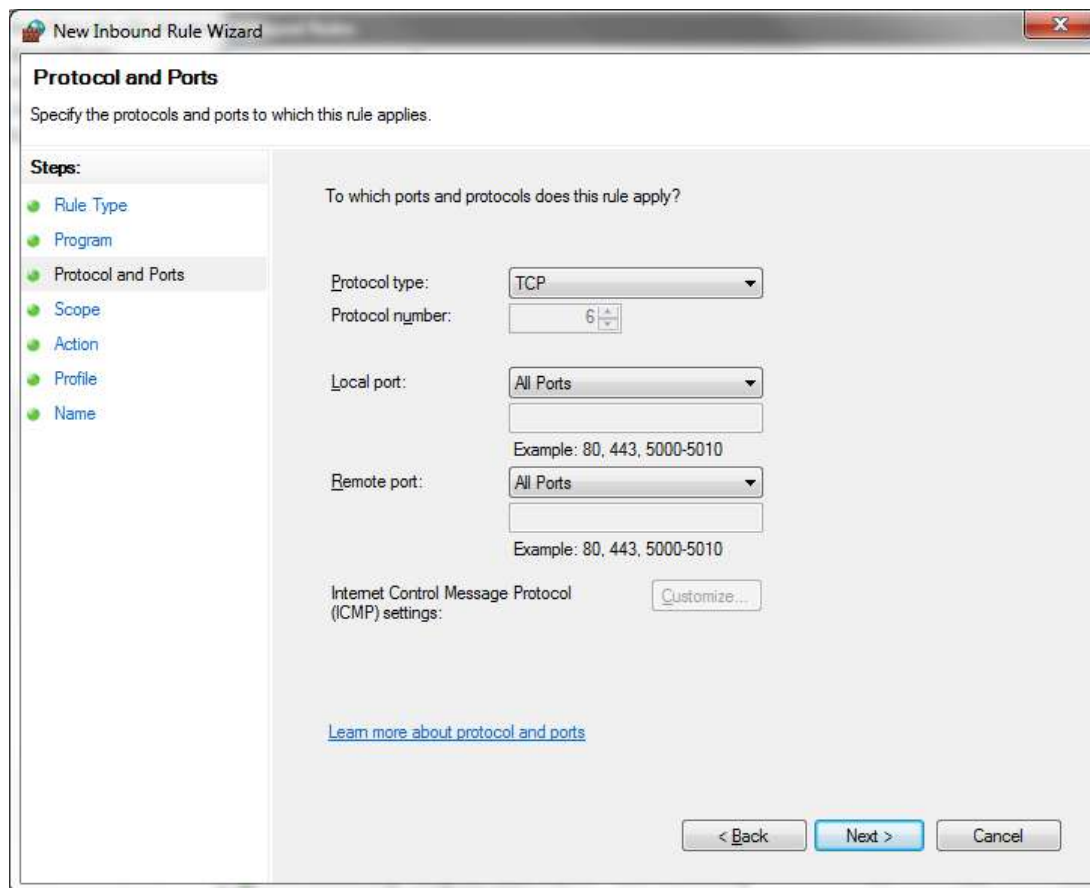 New Inbound Rule Wizard
Protocol and Ports
Specify the protocols and ports to which this rule applies.
Steps:
Rule Type
Program
Protocol and Ports
Scope
Action
Profile
Name
To which ports and protocols does this rule apply?
Protocol type:
TCP
Protocol number:
6
Local port:
All Ports
Example: 80, 443, 5000-5010
Remote port:
All Ports
Example: 80, 443, 5000-5010
Internet Control Message Protocol
(ICMP) settings:
Customize...
Learn more about protocol and ports
< Back
Next >
Cancel